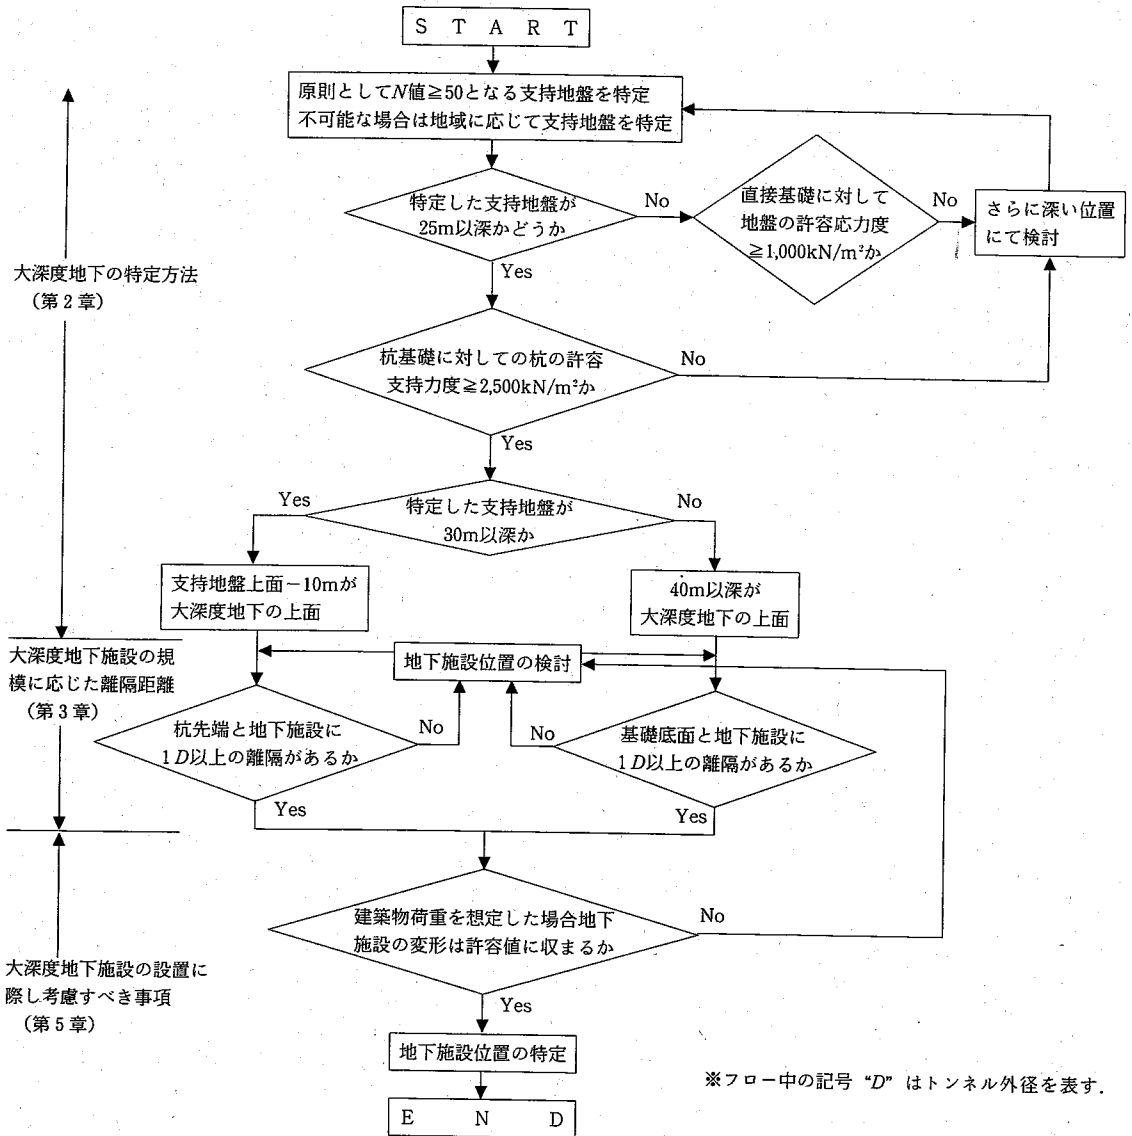 S T A R T
原則としてN値≧50となる支持地盤を特定
不可能な場合は地域に応じて支持地盤を特定
特定した支持地盤が
25m以深かどうか
No
直接基礎に対して
地盤の許容応力度
≧1,000kN/m²か
No
さらに深い位置
にて検討
Yes
大深度地下の特定方法
(第2章)
杭基礎に対しての杭の許容
支持力度≧2,500kN/m²か
No
Yes
特定した支持地盤が
30m以深か
Yes
No
支持地盤上面-10mが
大深度地下の上面
40m以深が
大深度地下の上面
大深度地下施設の規
模に応じた離隔距離
(第3章)
地下施設位置の検討
杭先端と地下施設に
1D以上の離隔があるか
No
No
基礎底面と地下施設に
1D以上の離隔があるか
Yes
Yes
建築物荷重を想定した場合地下
施設の変形は許容値に収まるか
No
大深度地下施設の設置に
際し考慮すべき事項
(第5章)
Yes
地下施設位置の特定
E N D
※フロー中の記号 “D” はトンネル外径を表す.